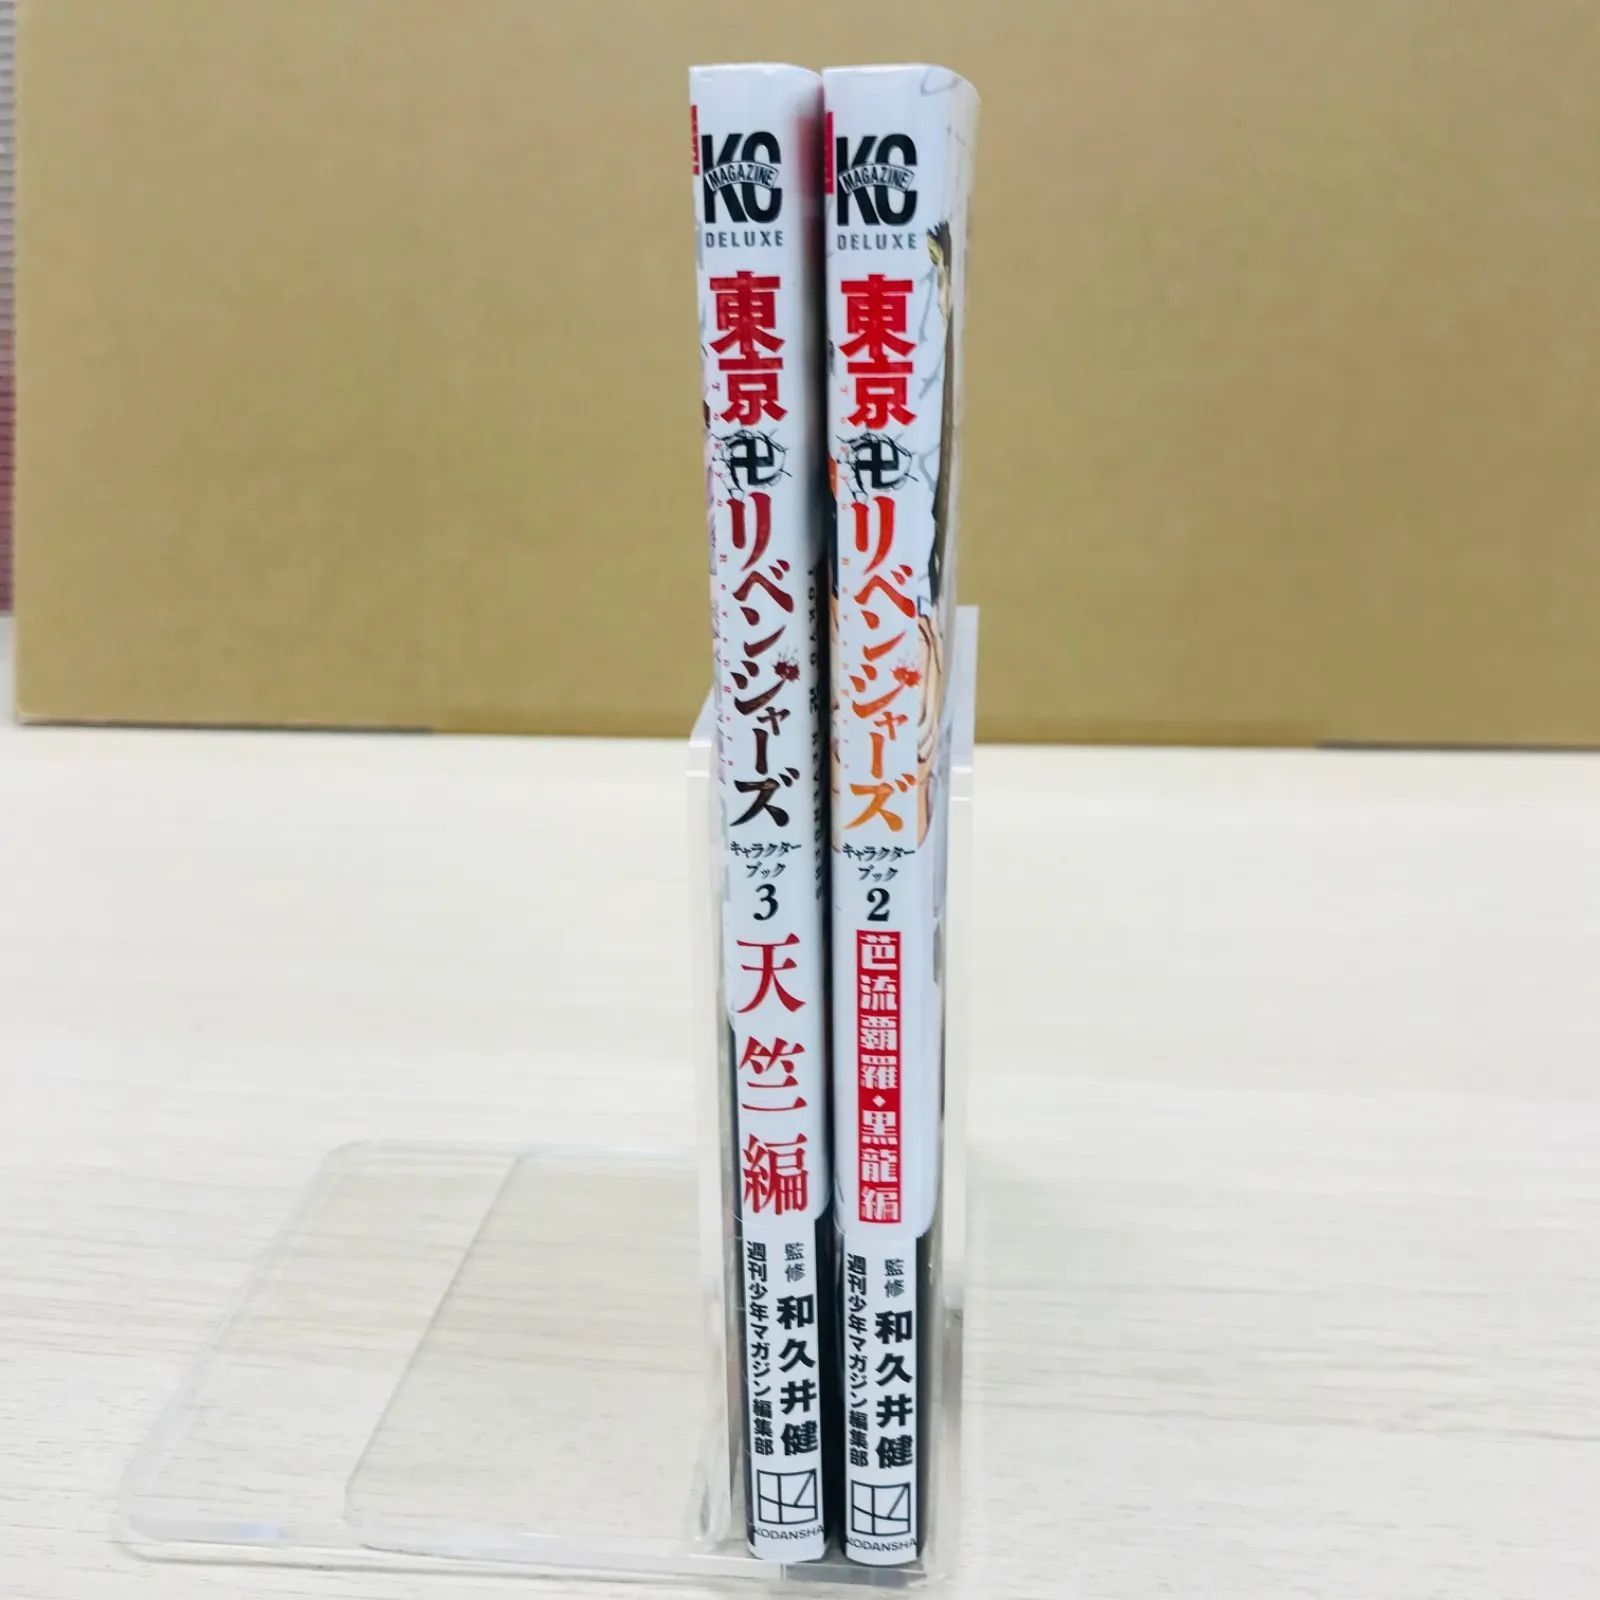 KC
MAGAZINE
DELUXE
東京卍リベンジャーズ
キャラクター
ブック
3
天竺編
監修
和久井健
週刊少年マガジン編集部
KODANSHA
KC
MAGAZINE
DELUXE
東京卍リベンジャーズ
キャラクター
ブック
2
芭流覇羅・黒龍編
監修
和久井健
週刊少年マガジン編集部
KODANSHA